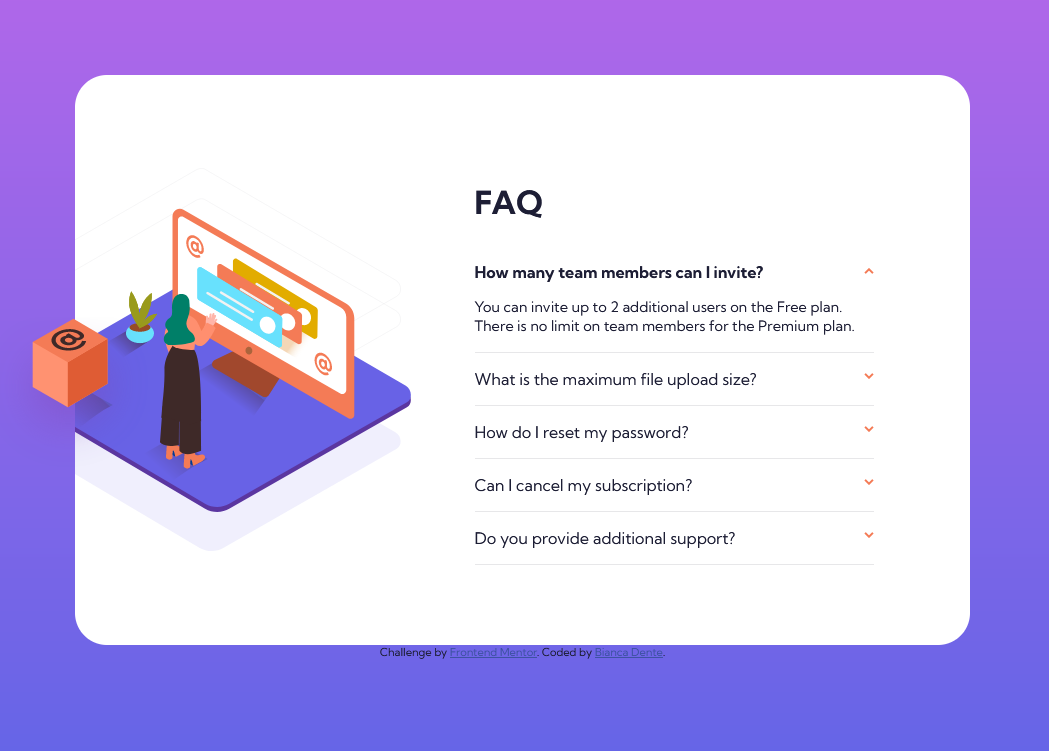 @
@
@
FAQ
How many team members can I invite?
You can invite up to 2 additional users on the Free plan.
There is no limit on team members for the Premium plan.
What is the maximum file upload size?
How do I reset my password?
Can I cancel my subscription?
Do you provide additional support?
Challenge by Frontend Mentor. Coded by Bianca Dente.